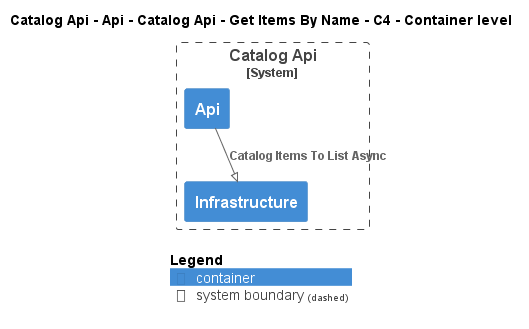 Catalog Api - Api - Catalog Api - Get Items By Name - C4 - Container level
Catalog Api
[System]
Api
Catalog Items To List Async
Infrastructure
Legend
container
system boundary (dashed)